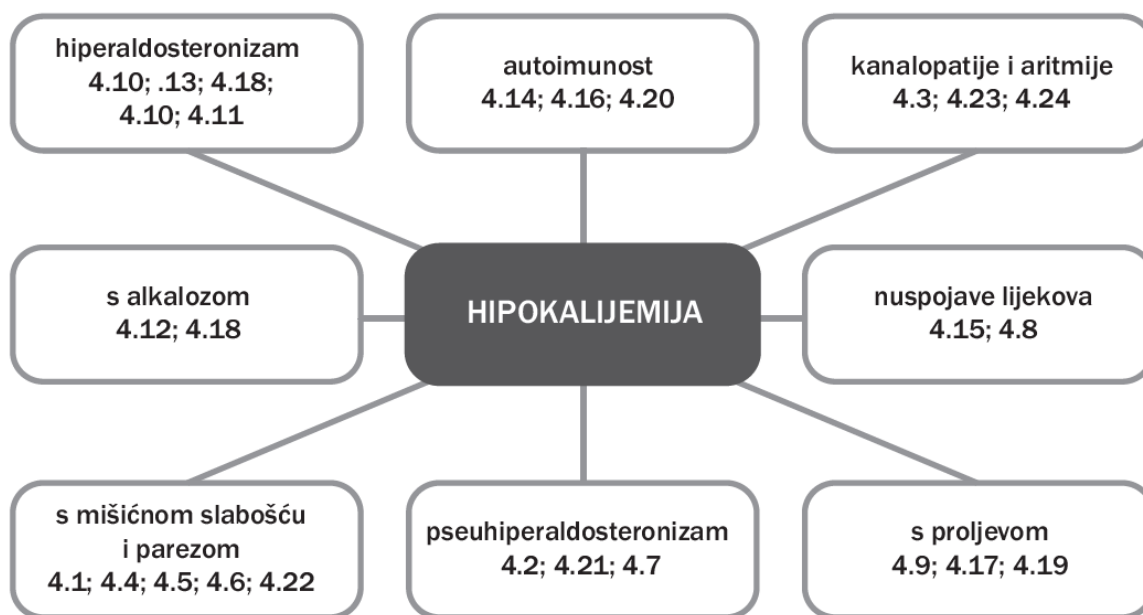 hiperaldosteronizam
4.10; .13; 4.18;
4.10; 4.11
autoimunost
4.14; 4.16; 4.20
kanalopatije i aritmije
4.3; 4.23; 4.24
s alkalozom
4.12; 4.18
HIPOKALIJEMIJA
nuspojave lijekova
4.15; 4.8
s mišićnom slabošću
i parezom
4.1; 4.4; 4.5; 4.6; 4.22
pseuhiperaldosteronizam
4.2; 4.21; 4.7
s proljevom
4.9; 4.17; 4.19